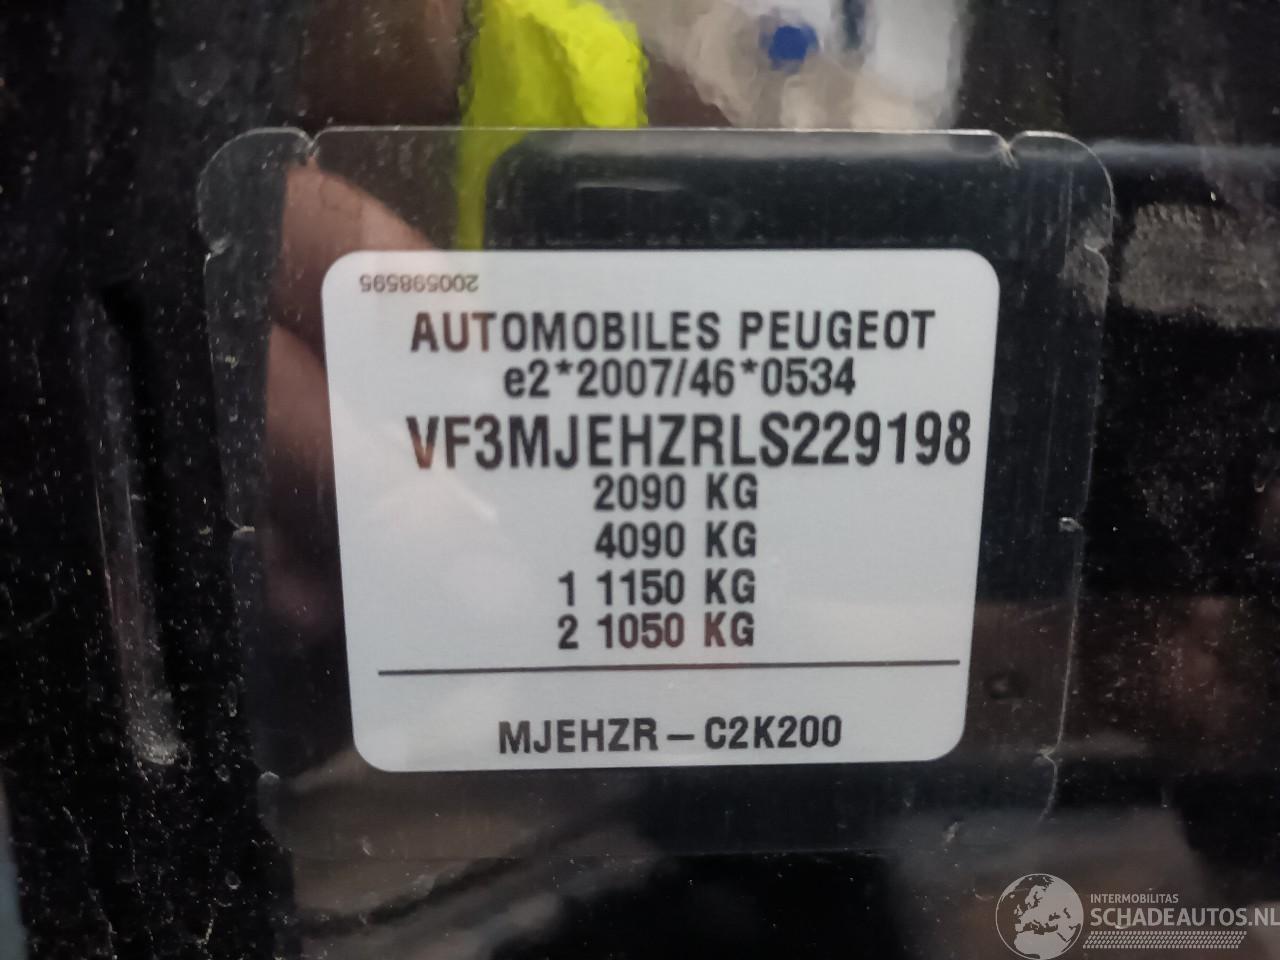 200598595
AUTOMOBILES PEUGEOT
e2*2007/46*0534
VF3MJEHZRLS229198
2090 KG
4090 KG
1 1150 KG
2 1050 KG
MJEHZR – C2K200
INTERMOBILITAS
SCHADEAUTOS.NL